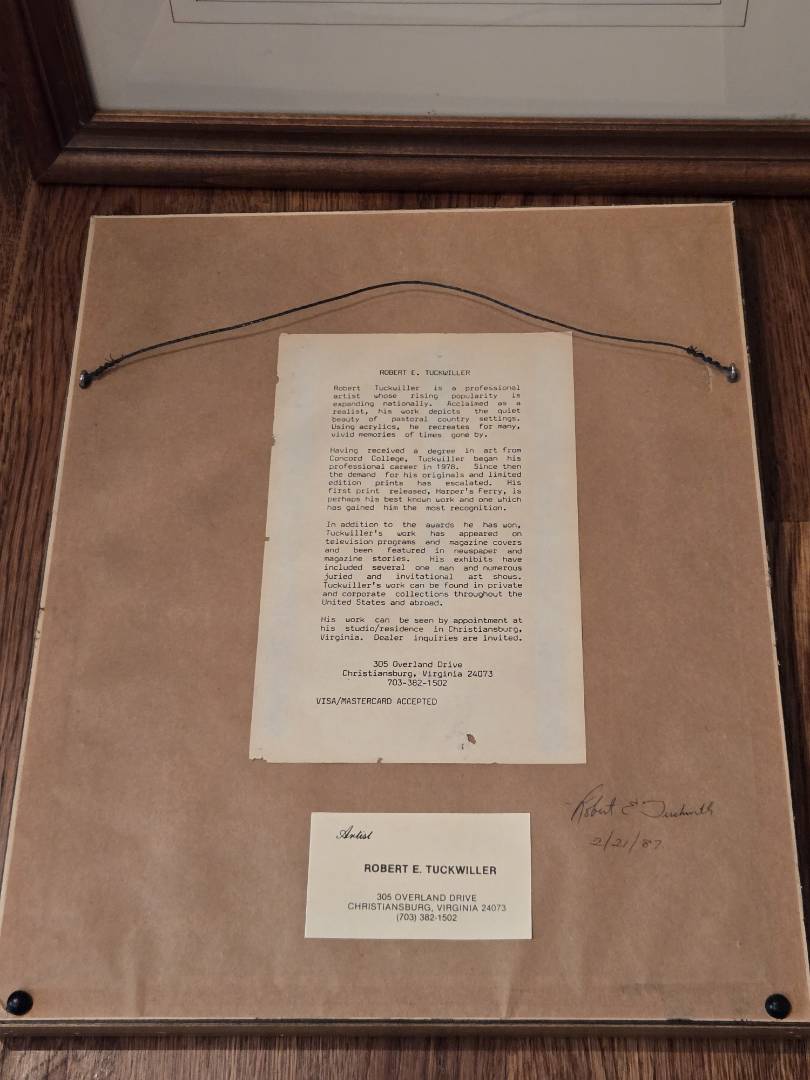 ROBERT E. TUCKWILLER
Robert Tuckwiller is a professional
artist whose rising popularity is
expanding nationally. Acclaimed as a
realist, his work depicts the quiet
beauty of pastoral country settings.
Using acrylics, he recreates for many,
vivid memories of times gone by.
Having received a degree in art from
Concord College, Tuckwiller began his
professional career in 1978. Since then
the demand for his originals and limited
edition prints has escalated. His
first print released, Harper's Ferry, is
perhaps his best known work and one which
has gained him the most recognition.
In addition to the awards he has won,
Tuckwiller's work has appeared on
television programs and magazine covers
and been featured in newspaper and
magazine stories. His exhibits have
included several one man and numerous
juried and invitational art shows.
Tuckwiller's work can be found in private
and corporate collections throughout the
United States and abroad.
His work can be seen by appointment at
his studio/residence in Christiansburg,
Virginia. Dealer inquiries are invited.
305 Overland Drive
Christiansburg, Virginia 24073
703-382-1502
VISA/MASTERCARD ACCEPTED
Robert E
2/21/87
Artist
ROBERT E. TUCKWILLER
305 OVERLAND DRIVE
CHRISTIANSBURG, VIRGINIA 24073
(703) 382-1502